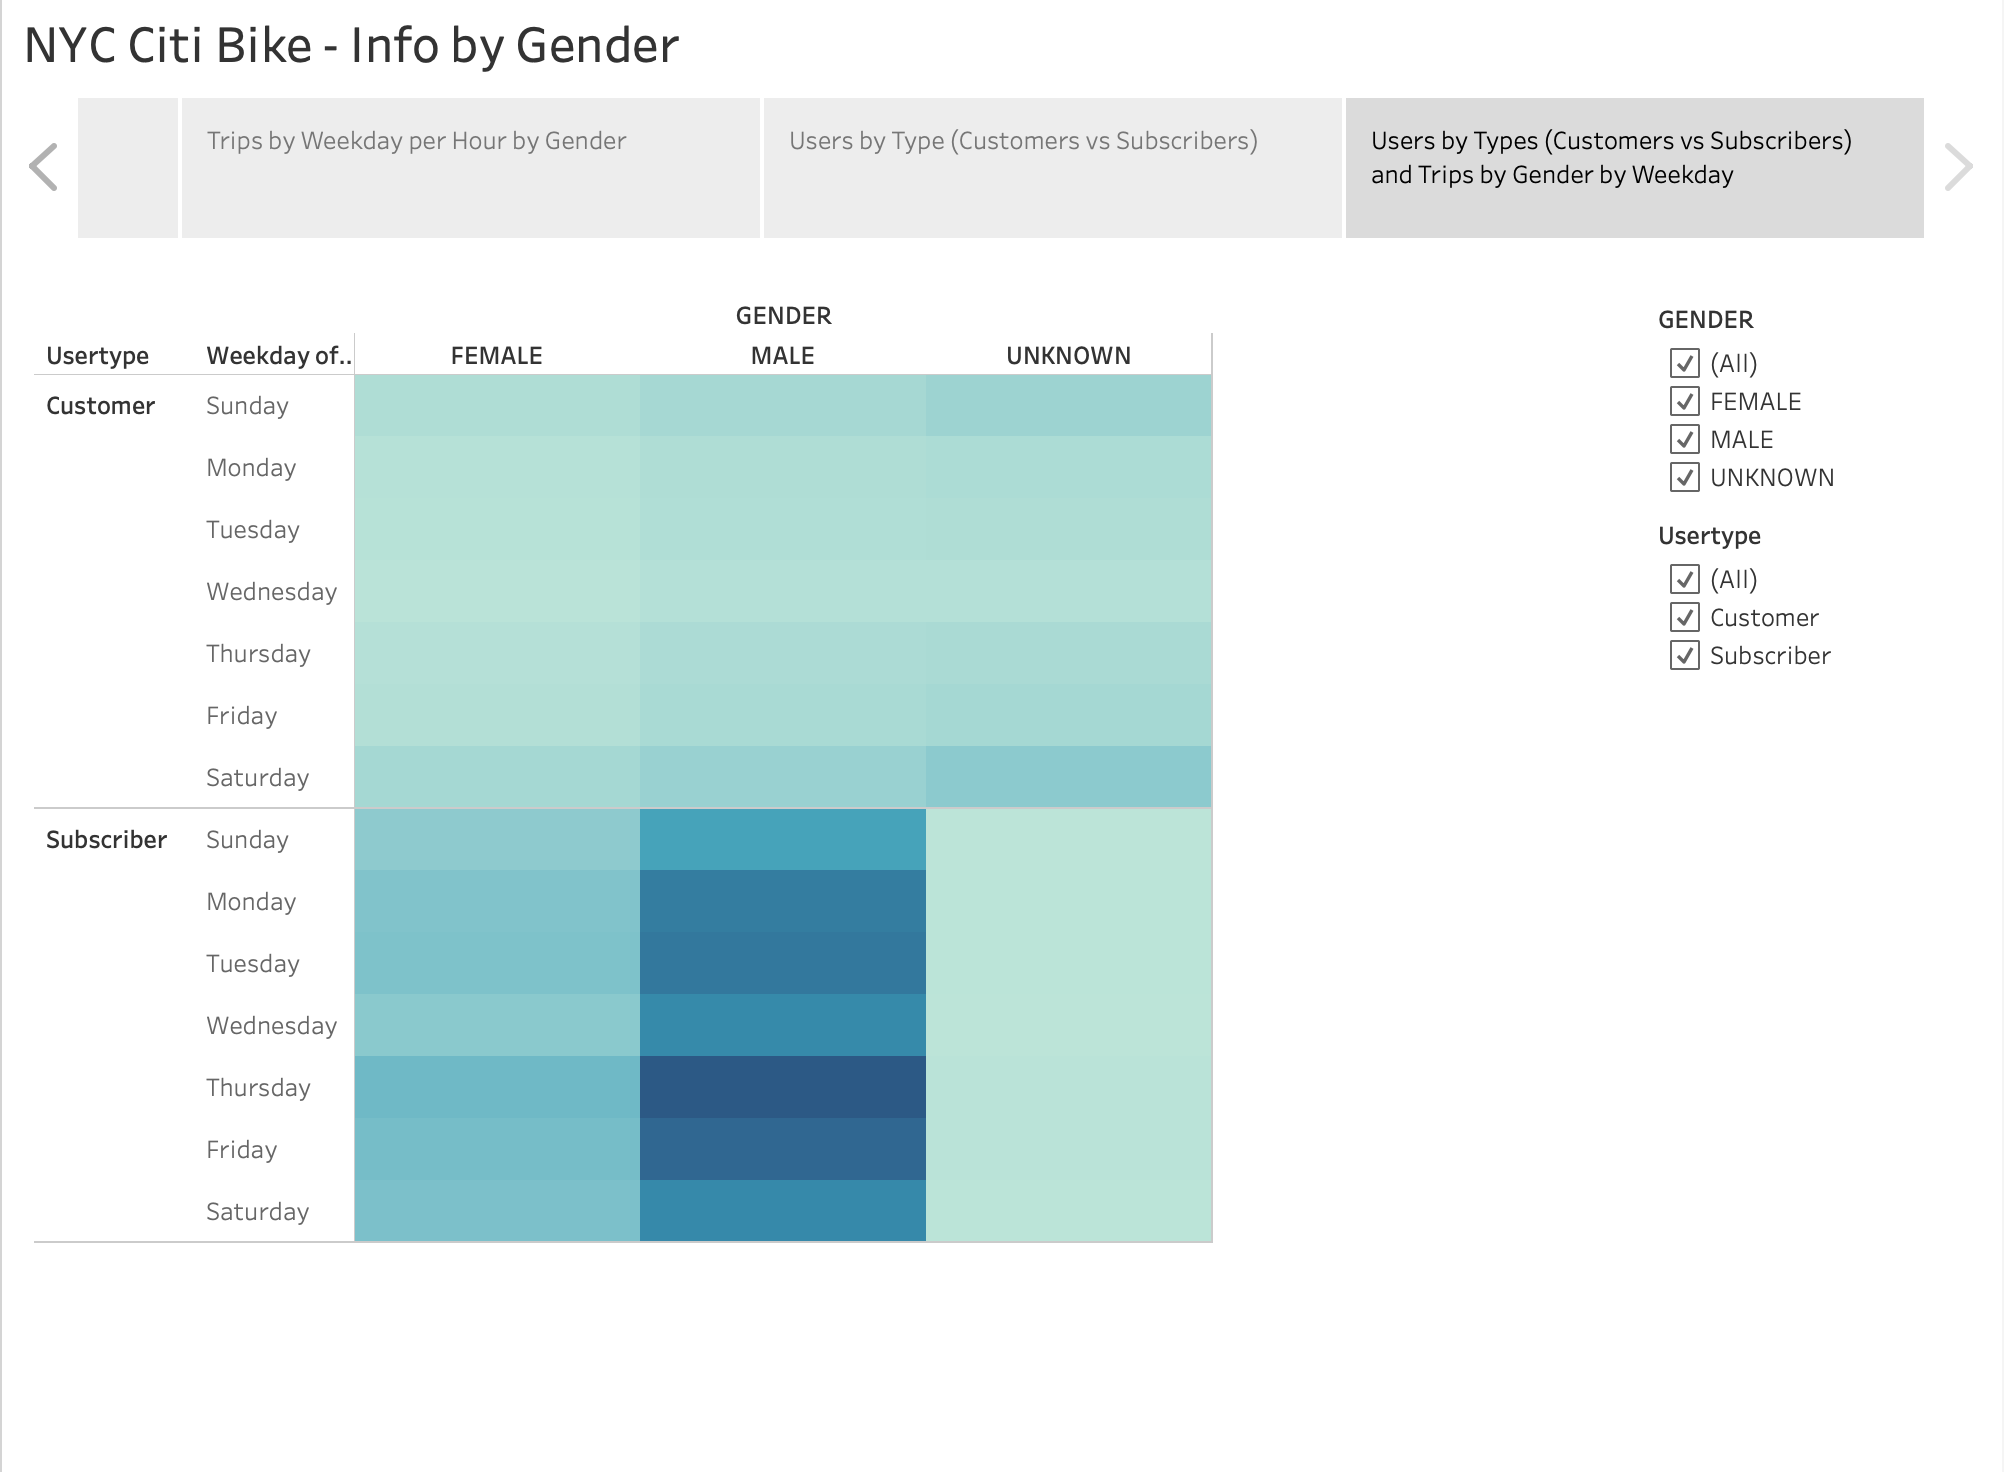 NYC Citi Bike - Info by Gender
Trips by Weekday per Hour by Gender
Users by Type (Customers vs Subscribers)
Users by Types (Customers vs Subscribers)
and Trips by Gender by Weekday
GENDER
Usertype Weekday of.. FEMALE MALE UNKNOWN
Customer Sunday
Monday
Tuesday
Wednesday
Thursday
Friday
Saturday
Subscriber Sunday
Monday
Tuesday
Wednesday
Thursday
Friday
Saturday
GENDER
(All)
FEMALE
MALE
UNKNOWN
Usertype
(All)
Customer
Subscriber